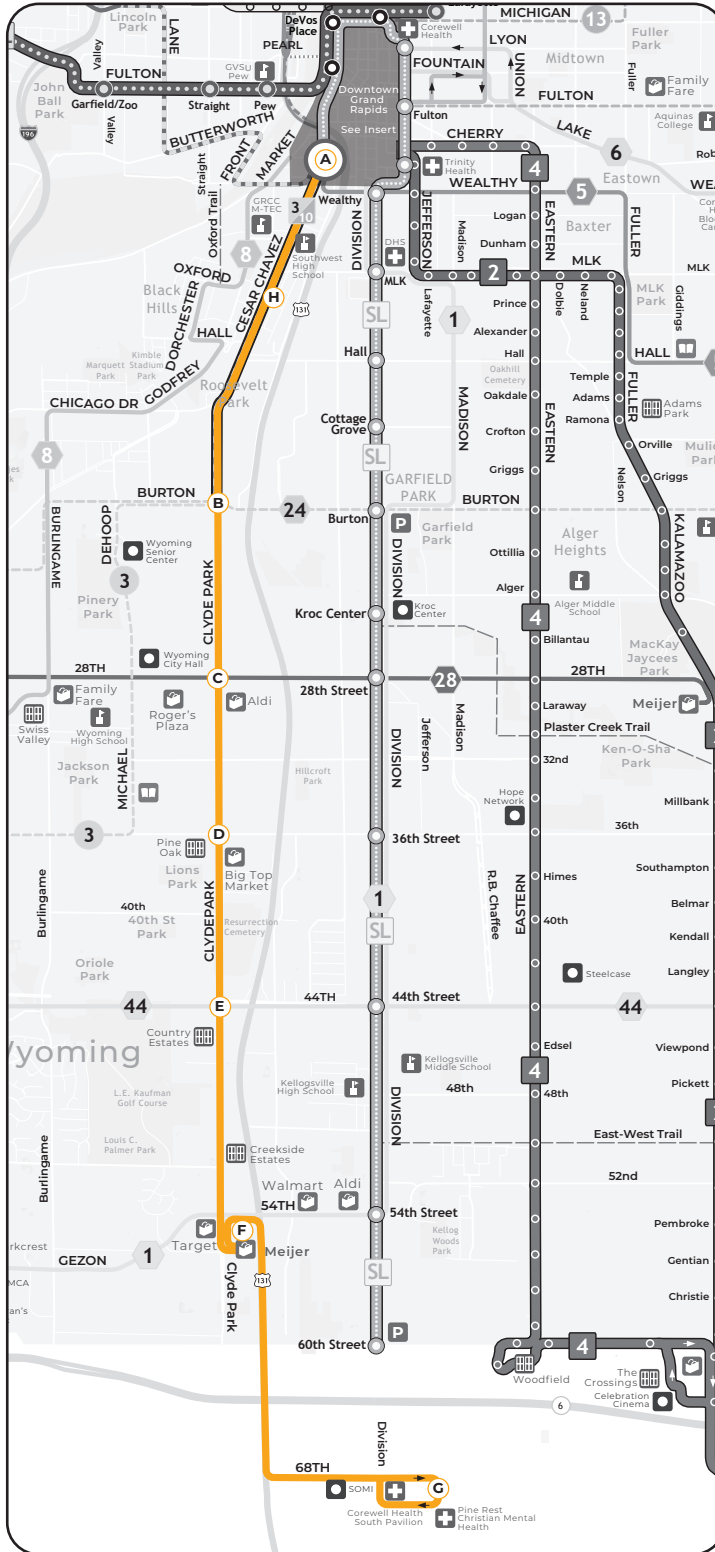 Lincoln
Park
Valley
LANE
PEARL
DeVos
Place
Lafayette
MICHIGAN
13
Corewell
Health
LYON
Fuller
Park
Midtown
GVSU
Pew
FULTON
John
Ball
Park
Garfield/Zoo
Straight
Pew
Valley
196
Downtown
Grand
Rapids
See Insert
FOUNTAIN
UNION
Fuller
Family
Fare
FULTON
Fulton
BUTTERWORTH
FRONT
MARKET
Straight
Oxford Trail
A
CHERRY
LAKE
6
Aquinas
College
Eastown
4
Trinity
Health
WEALTHY
5
Wealthy
GRCC
M-TEC
3
10
8
Southwest
High
School
DIVISION
DHS
MLK
JEFFERSON
Madison
Lafayette
Logan
Dunham
EASTERN
Baxter
FULLER
2
MLK
MLK
MLK
Park
Giddings
Dolbie
Neland
OXFORD
Black
Hills
DORCHESTER
HALL
GODFREY
CESAR CHAVEZ
H
131
SL
1
Prince
Alexander
Hall
HALL
Hall
Kimble
Stadium
Park
Marquett
Park
Roosevelt
Park
CHICAGO DR
8
Oakhill
Cemetery
Temple
Adams
Ramona
FULLER
Adams
Park
Oakdale
Crofton
Griggs
EASTERN
MADISON
Cottage
Grove
SL
Orville
Griggs
Nelson
GARFIELD
PARK
BURTON
B
24
Burton
P
Garfield
Park
BURTON
Alger
Heights
KALAMAZOO
BURLINGAME
DEHOOP
3
Wyoming
Senior
Center
Pinery
Park
CLYDE PARK
DIVISION
Ottillia
Alger
Alger Middle
School
Kroc Center
Kroc
Center
4
Billantau
MacKay
Jaycees
Park
Wyoming
City Hall
28TH
C
28th Street
28
28TH
Meijer
Family
Fare
Swiss
Valley
Wyoming
High School
Roger's
Plaza
Aldi
Laraway
Plaster Creek Trail
Ken-O-Sha
Park
32nd
Jackson
Park
MICHAEL
Hillcroft
Park
DIVISION
Jefferson
Madison
Hope
Network
Millbank
3
D
36th Street
36th
Pine
Oak
Lions
Park
Big Top
Market
Himes
Southampton
Burlingame
40th
40th St
Park
CLYDEPARK
Resurrection
Cemetery
1
SL
R.B. Chaffee
EASTERN
40th
Belmar
Kendall
Oriole
Park
Steelcase
Langley
44
E
44TH
44th Street
44
Wyoming
Country
Estates
Edsel
Viewpond
Kellogsville
Middle School
4
Pickett
L.E. Kaufman
Golf Course
Kellogsville
High School
48th
48th
DIVISION
Louis C.
Palmer Park
Burlingame
Creekside
Estates
East-West Trail
52nd
Walmart
Aldi
54TH
54th Street
F
Target
Meijer
Pembroke
GEZON
1
Clyde Park
131
Kellog
Woods
Park
Gentian
SL
Christie
60th Street
P
4
Woodfield
The
Crossings
Celebration
Cinema
6
Division
68TH
SOMI
G
Corewell Health
South Pavilion
Pine Rest
Christian Mental
Health